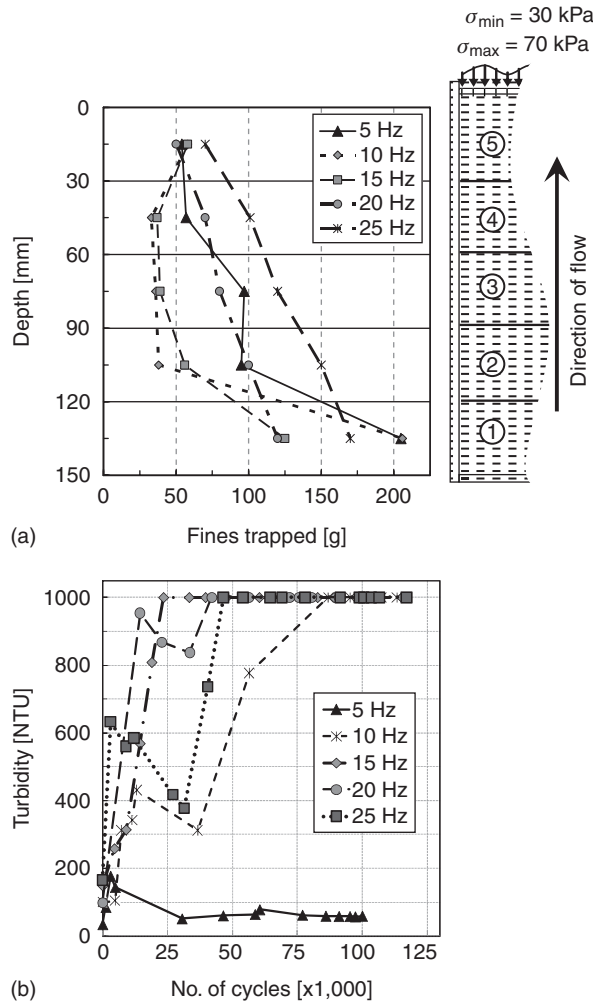 σmin = 30 kPa
σmax = 70 kPa
0
30
60
90
120
150
Depth [mm]
5 Hz
10 Hz
15 Hz
20 Hz
25 Hz
0
50
100
150
200
Fines trapped [g]
(a)
5
4
3
2
1
Direction of flow
1000
800
600
400
200
0
Turbidity [NTU]
5 Hz
10 Hz
15 Hz
20 Hz
25 Hz
0
25
50
75
100
125
No. of cycles [x1,000]
(b)